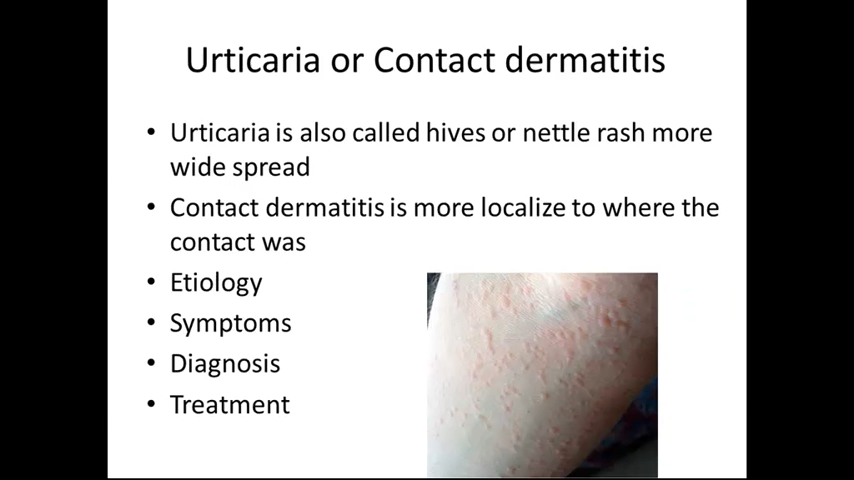 Urticaria or Contact dermatitis
• Urticaria is also called hives or nettle rash more
wide spread
• Contact dermatitis is more localize to where the
contact was
• Etiology
• Symptoms
• Diagnosis
• Treatment